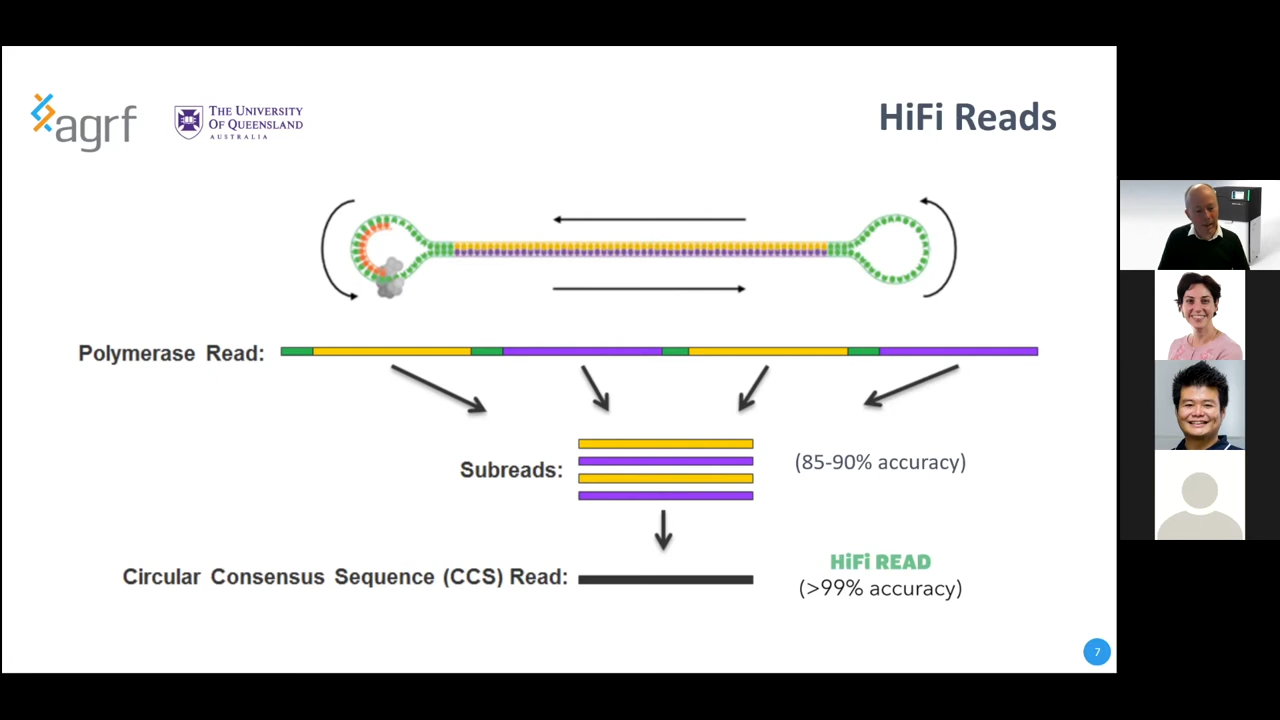 agrf
THE UNIVERSITY
OF QUEENSLAND
AUSTRALIA
HiFi Reads
Polymerase Read:
Subreads:
(85-90% accuracy)
Circular Consensus Sequence (CCS) Read:
HiFi READ
(>99% accuracy)
7